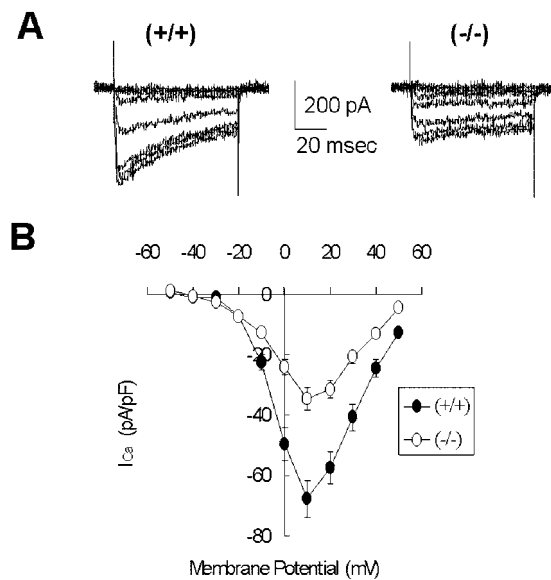 A
(+/+)
(-/-)
200 pA
20 msec
B
-60 -40 -20 0 20 40 60
0
-20
-40
-60
-80
ICa (pA/pF)
(+/+)
(-/-)
Membrane Potential (mV)